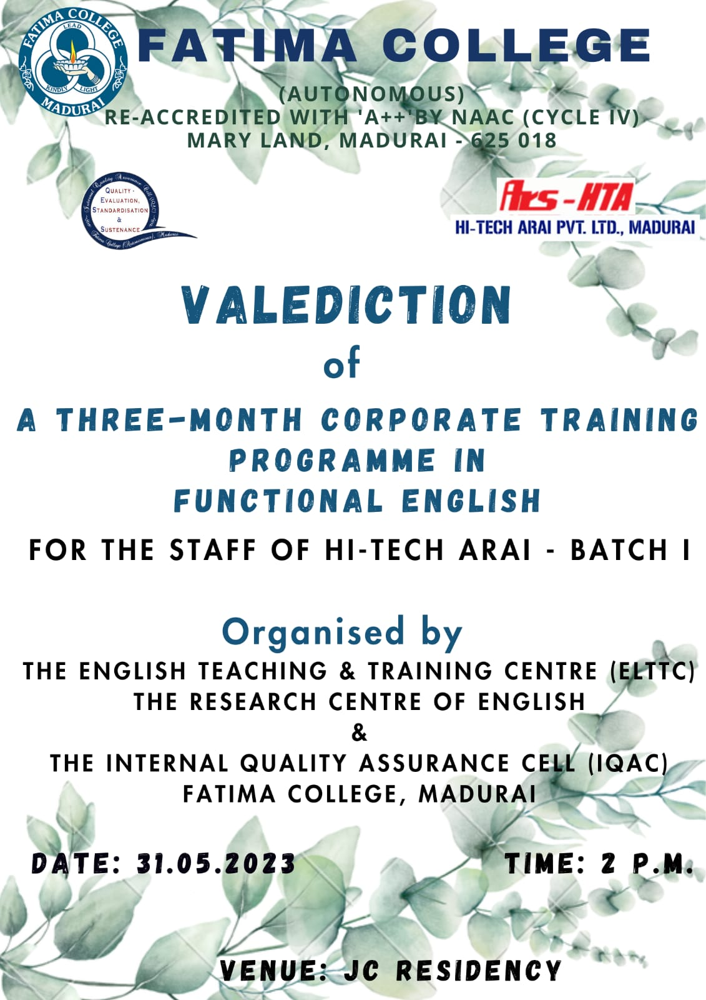 FATIMA COLLEGE
LEAD
KINDLY LIGHT
MADURAI
FATIMA COLLEGE
(AUTONOMOUS)
RE-ACCREDITED WITH 'A++'BY NAAC (CYCLE IV)
MARY LAND, MADURAI - 625 018
Internal Quality Assurance Cell (IQAC)
QUALITY -
EVALUATION,
STANDARDISATION
&
SUSTENANCE
Fatima College (Autonomous), Madurai
Ars-HTA
HI-TECH ARAI PVT. LTD., MADURAI
VALEDICTION
of
A THREE-MONTH CORPORATE TRAINING
PROGRAMME IN
FUNCTIONAL ENGLISH
FOR THE STAFF OF HI-TECH ARAI - BATCH I
Organised by
THE ENGLISH TEACHING & TRAINING CENTRE (ELTTC)
THE RESEARCH CENTRE OF ENGLISH
&
THE INTERNAL QUALITY ASSURANCE CELL (IQAC)
FATIMA COLLEGE, MADURAI
DATE: 31.05.2023
TIME: 2 P.M.
VENUE: JC RESIDENCY